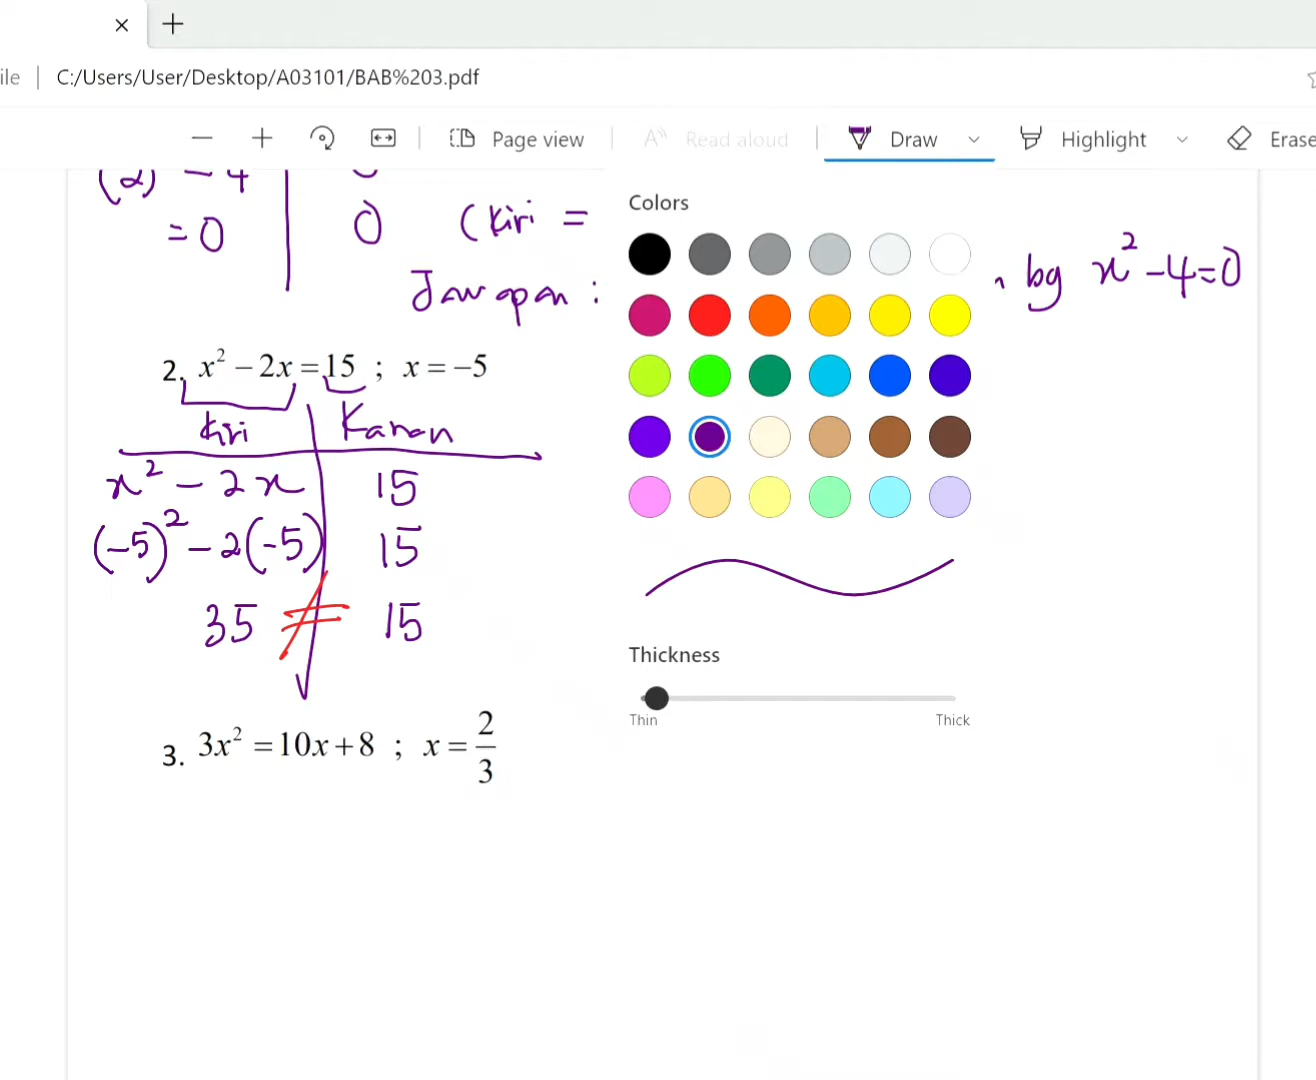 ile | C:/Users/User/Desktop/A03101/BAB%203.pdf
Page view Read aloud Draw Highlight Erase
(2) - 4
= 0 0 (kiri =
Jawapan :
bg x² - 4 = 0
Colors
2. x² − 2x = 15 ; x = −5
kiri Kanan
x² - 2x 15
(-5)² - 2(-5) 15
35 ≠ 15
Thickness
Thin Thick
3. 3x² = 10x + 8 ; x = 2/3